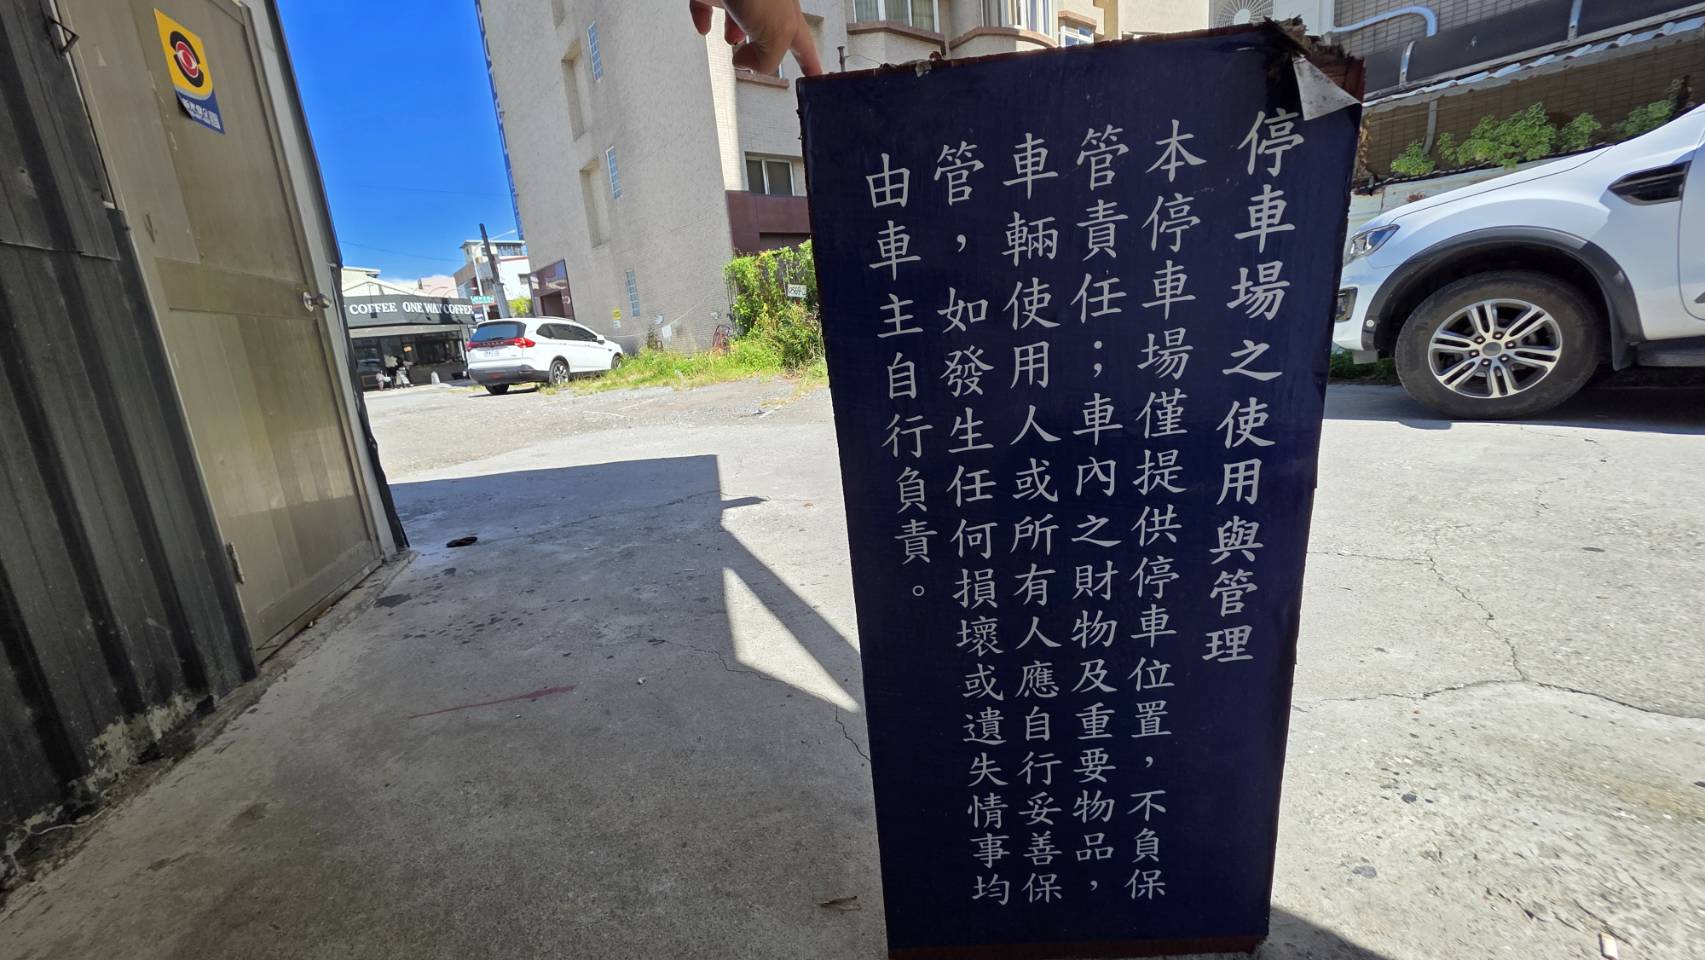 停車場之使用與管理
本停車場僅提供停車位置，不負保
管責任；車內之財物及重要物品，
車輛使用人或所有人應自行妥善保
管，如發生任何損壞或遺失情事均
由車主自行負責。
COFFEE ONE WAY COFFEE